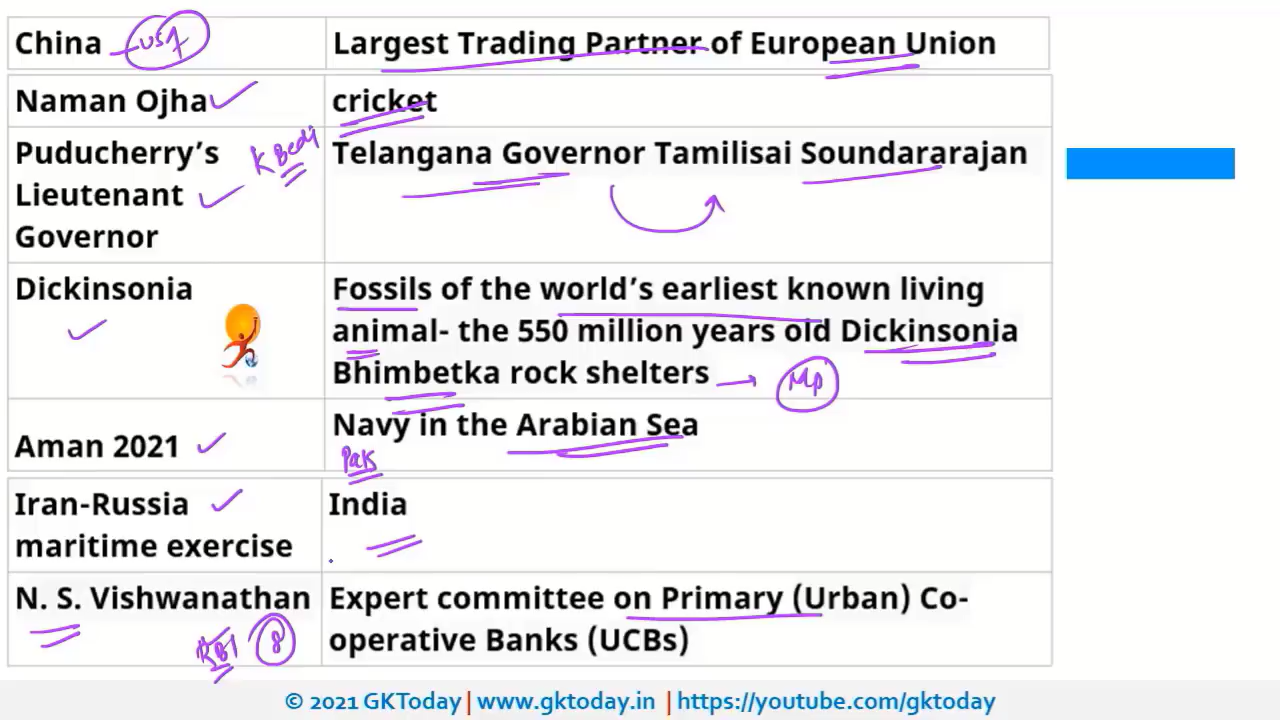 China USA Largest Trading Partner of European Union
Naman Ojha cricket
Puducherry's K Bedi Telangana Governor Tamilisai Soundararajan
Lieutenant
Governor
Dickinsonia Fossils of the world's earliest known living
animal- the 550 million years old Dickinsonia
Bhimbetka rock shelters MP
Aman 2021 Navy in the Arabian Sea
Pak
Iran-Russia India
maritime exercise
N. S. Vishwanathan Expert committee on Primary (Urban) Co-
RBI 8 operative Banks (UCBs)
© 2021 GKToday | www.gktoday.in | https://youtube.com/gktoday